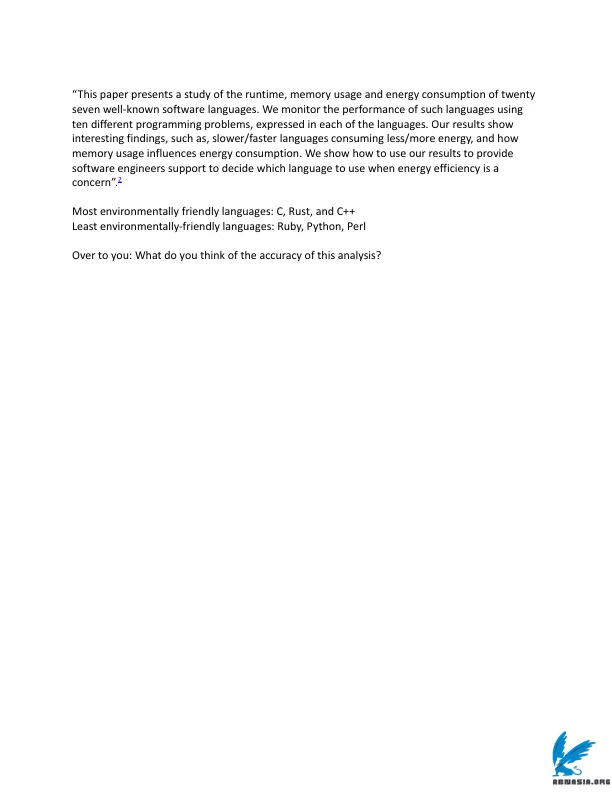 “This paper presents a study of the runtime, memory usage and energy consumption of twenty
seven well-known software languages. We monitor the performance of such languages using
ten different programming problems, expressed in each of the languages. Our results show
interesting findings, such as, slower/faster languages consuming less/more energy, and how
memory usage influences energy consumption. We show how to use our results to provide
software engineers support to decide which language to use when energy efficiency is a
concern”.2
Most environmentally friendly languages: C, Rust, and C++
Least environmentally-friendly languages: Ruby, Python, Perl
Over to you: What do you think of the accuracy of this analysis?
ABNASIA.ORG